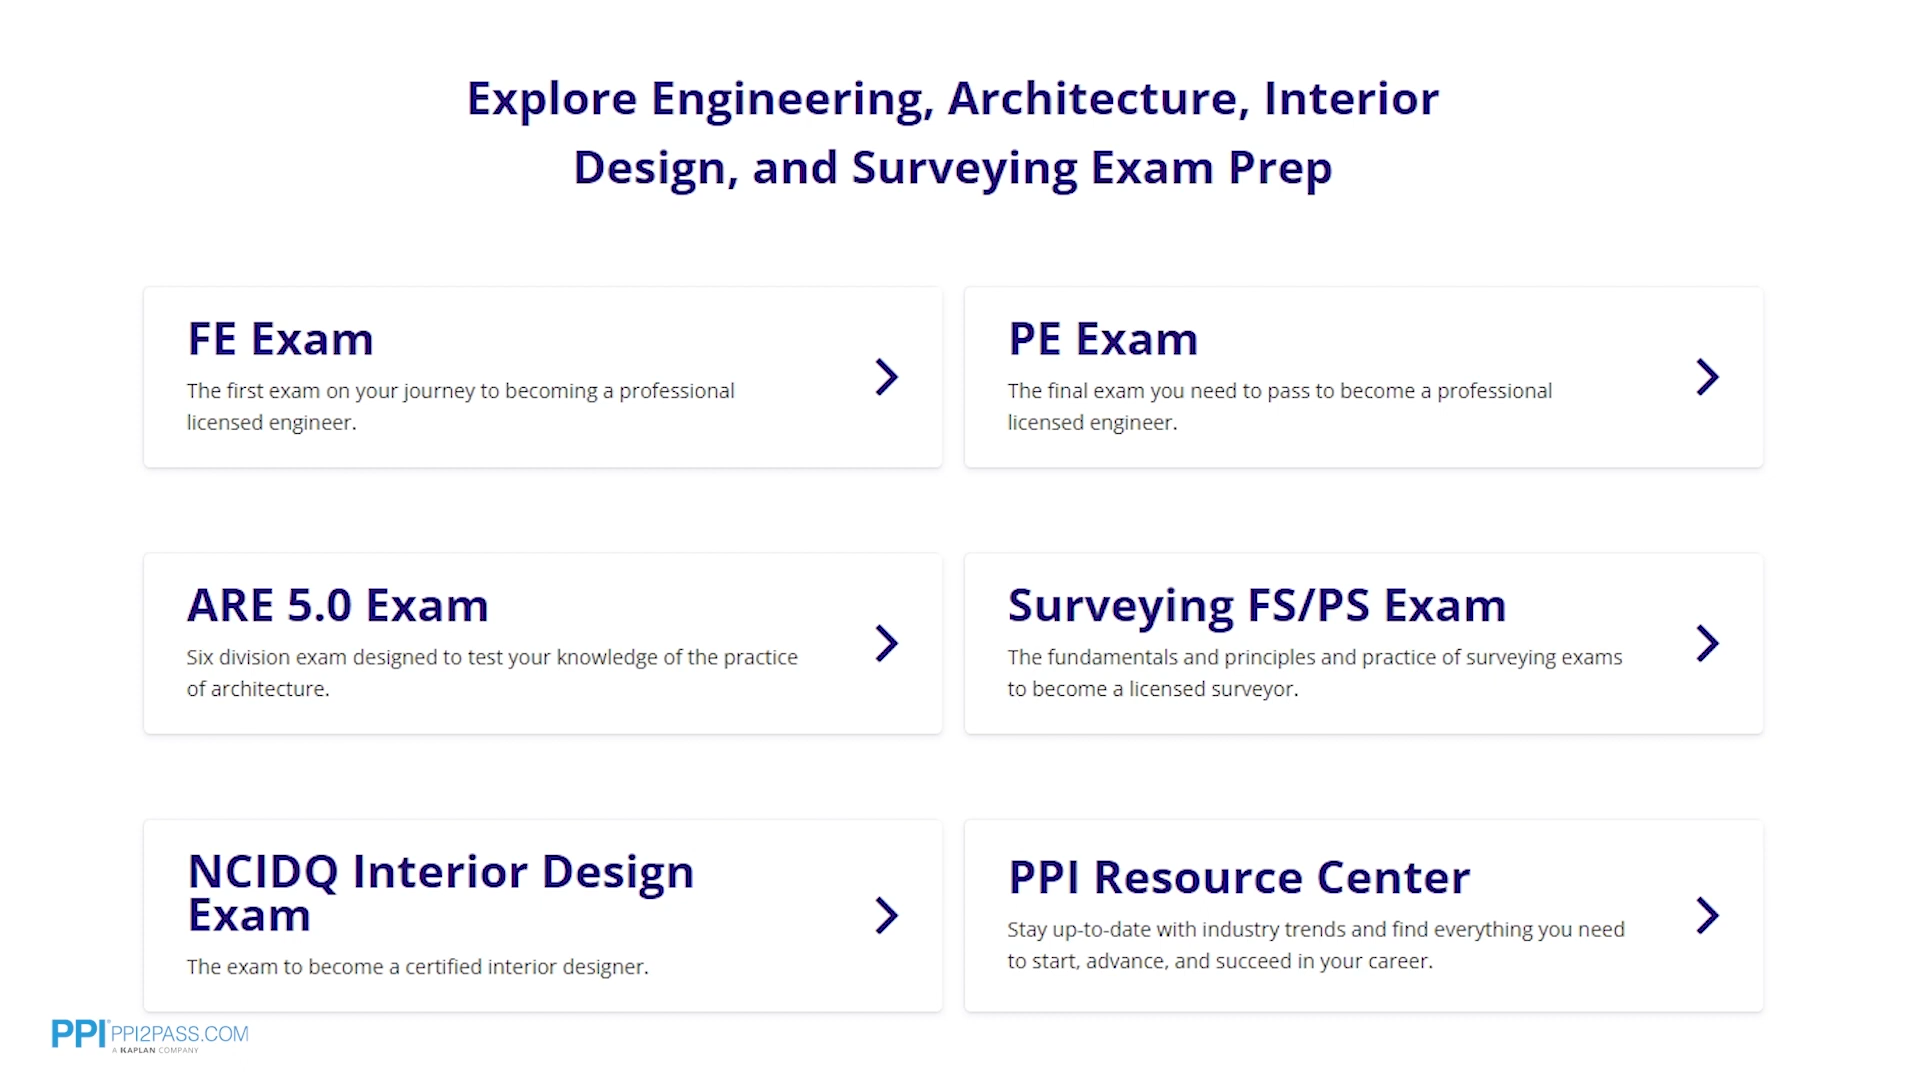 Explore Engineering, Architecture, Interior
Design, and Surveying Exam Prep
FE Exam
The first exam on your journey to becoming a professional
licensed engineer.
PE Exam
The final exam you need to pass to become a professional
licensed engineer.
ARE 5.0 Exam
Six division exam designed to test your knowledge of the practice
of architecture.
Surveying FS/PS Exam
The fundamentals and principles and practice of surveying exams
to become a licensed surveyor.
NCIDQ Interior Design
Exam
The exam to become a certified interior designer.
PPI Resource Center
Stay up-to-date with industry trends and find everything you need
to start, advance, and succeed in your career.
PPI® PPI2PASS.COM
A KAPLAN COMPANY